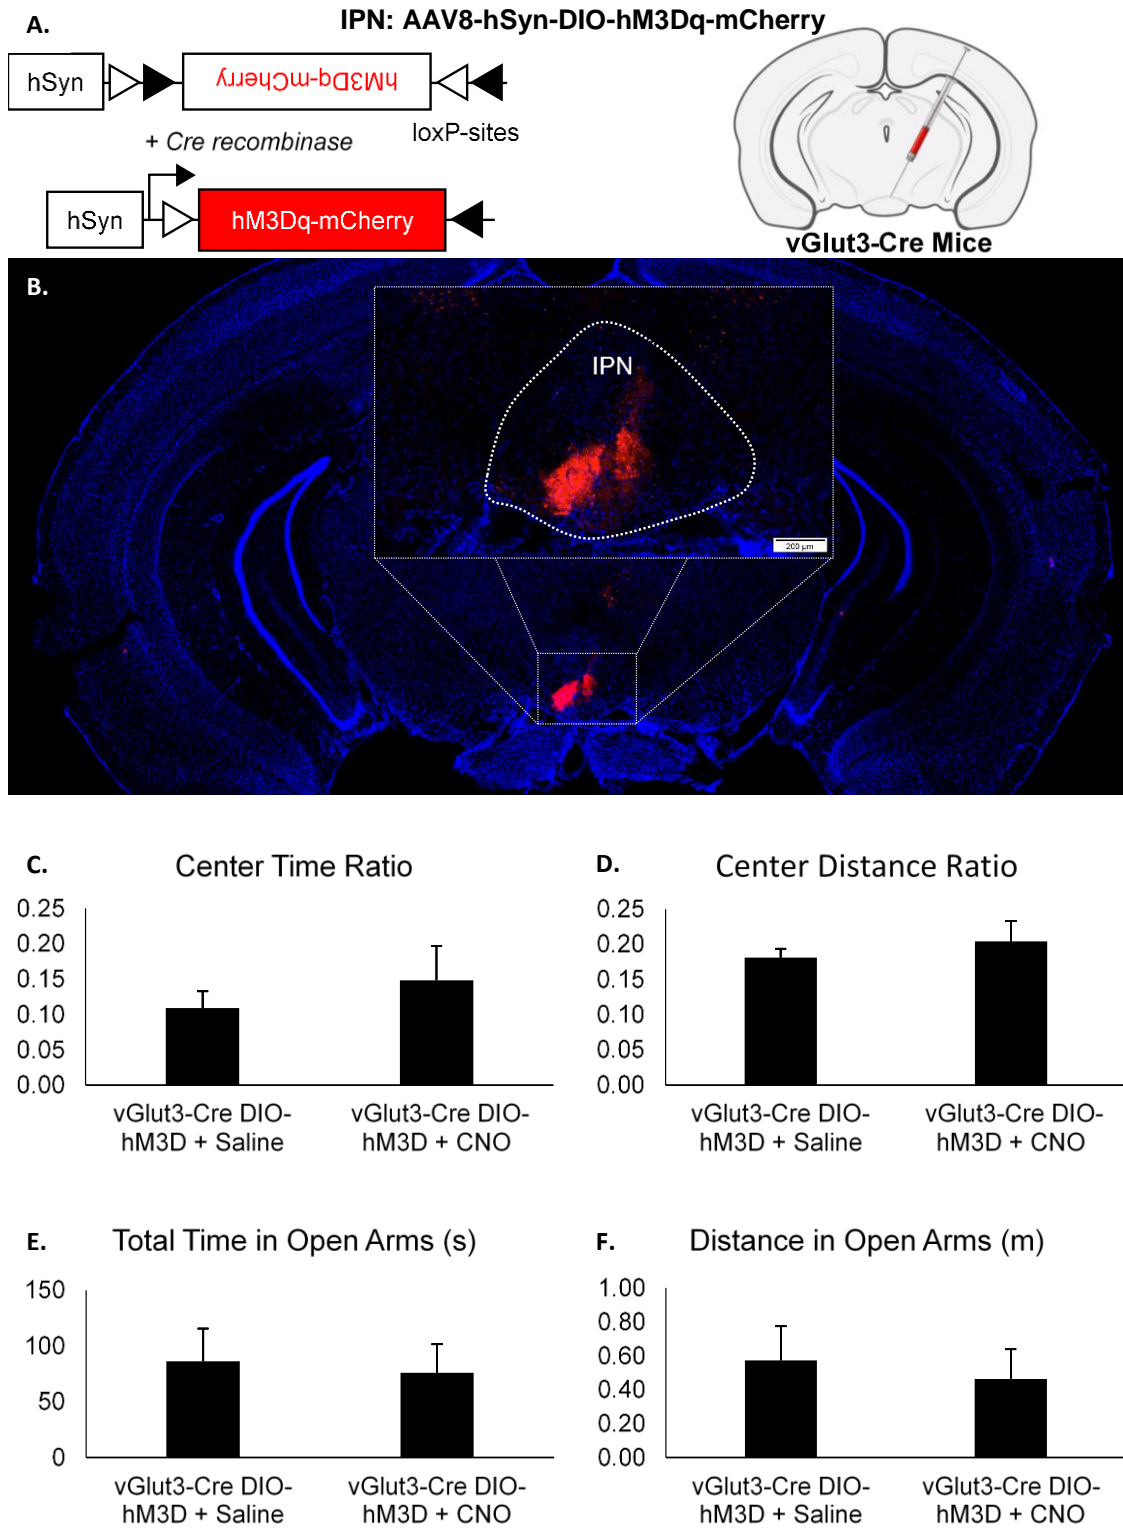 A.
IPN: AAV8-hSyn-DIO-hM3Dq-mCherry
hSyn
hM3Dq-mCherry
loxP-sites
+ Cre recombinase
hSyn
hM3Dq-mCherry
vGlut3-Cre Mice
B.
IPN
200 µm
C.
Center Time Ratio
0.25
0.20
0.15
0.10
0.05
0.00
vGlut3-Cre DIO-
hM3D + Saline
vGlut3-Cre DIO-
hM3D + CNO
D.
Center Distance Ratio
0.25
0.20
0.15
0.10
0.05
0.00
vGlut3-Cre DIO-
hM3D + Saline
vGlut3-Cre DIO-
hM3D + CNO
E.
Total Time in Open Arms (s)
150
100
50
0
vGlut3-Cre DIO-
hM3D + Saline
vGlut3-Cre DIO-
hM3D + CNO
F.
Distance in Open Arms (m)
1.00
0.80
0.60
0.40
0.20
0.00
vGlut3-Cre DIO-
hM3D + Saline
vGlut3-Cre DIO-
hM3D + CNO